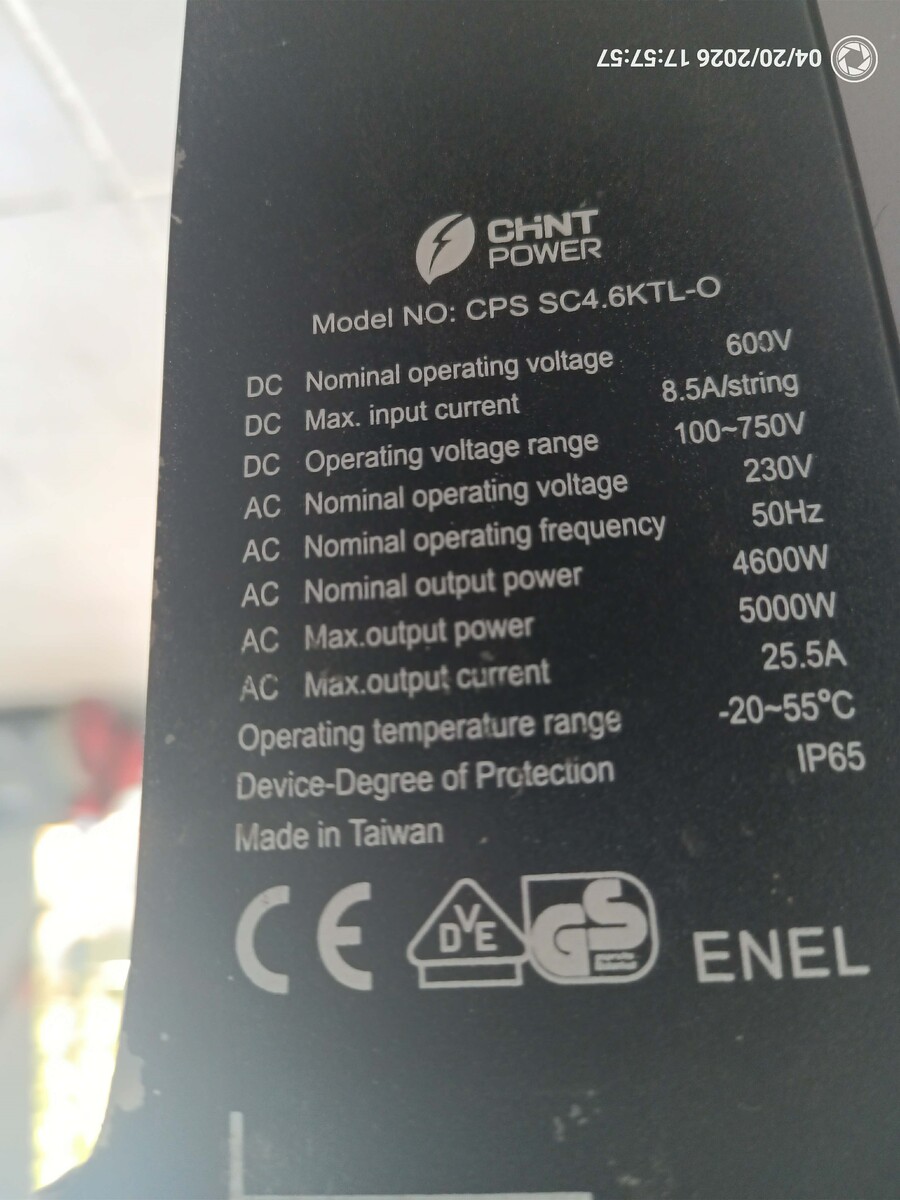 04/20/2026 17:57:57
CHiNT
POWER
Model NO: CPS SC4.6KTL-O
DC Nominal operating voltage 600V
DC Max. input current 8.5A/string
DC Operating voltage range 100~750V
AC Nominal operating voltage 230V
AC Nominal operating frequency 50Hz
AC Nominal output power 4600W
AC Max.output power 5000W
AC Max.output current 25.5A
Operating temperature range -20~55°C
Device-Degree of Protection IP65
Made in Taiwan
CE DVE GS ENEL